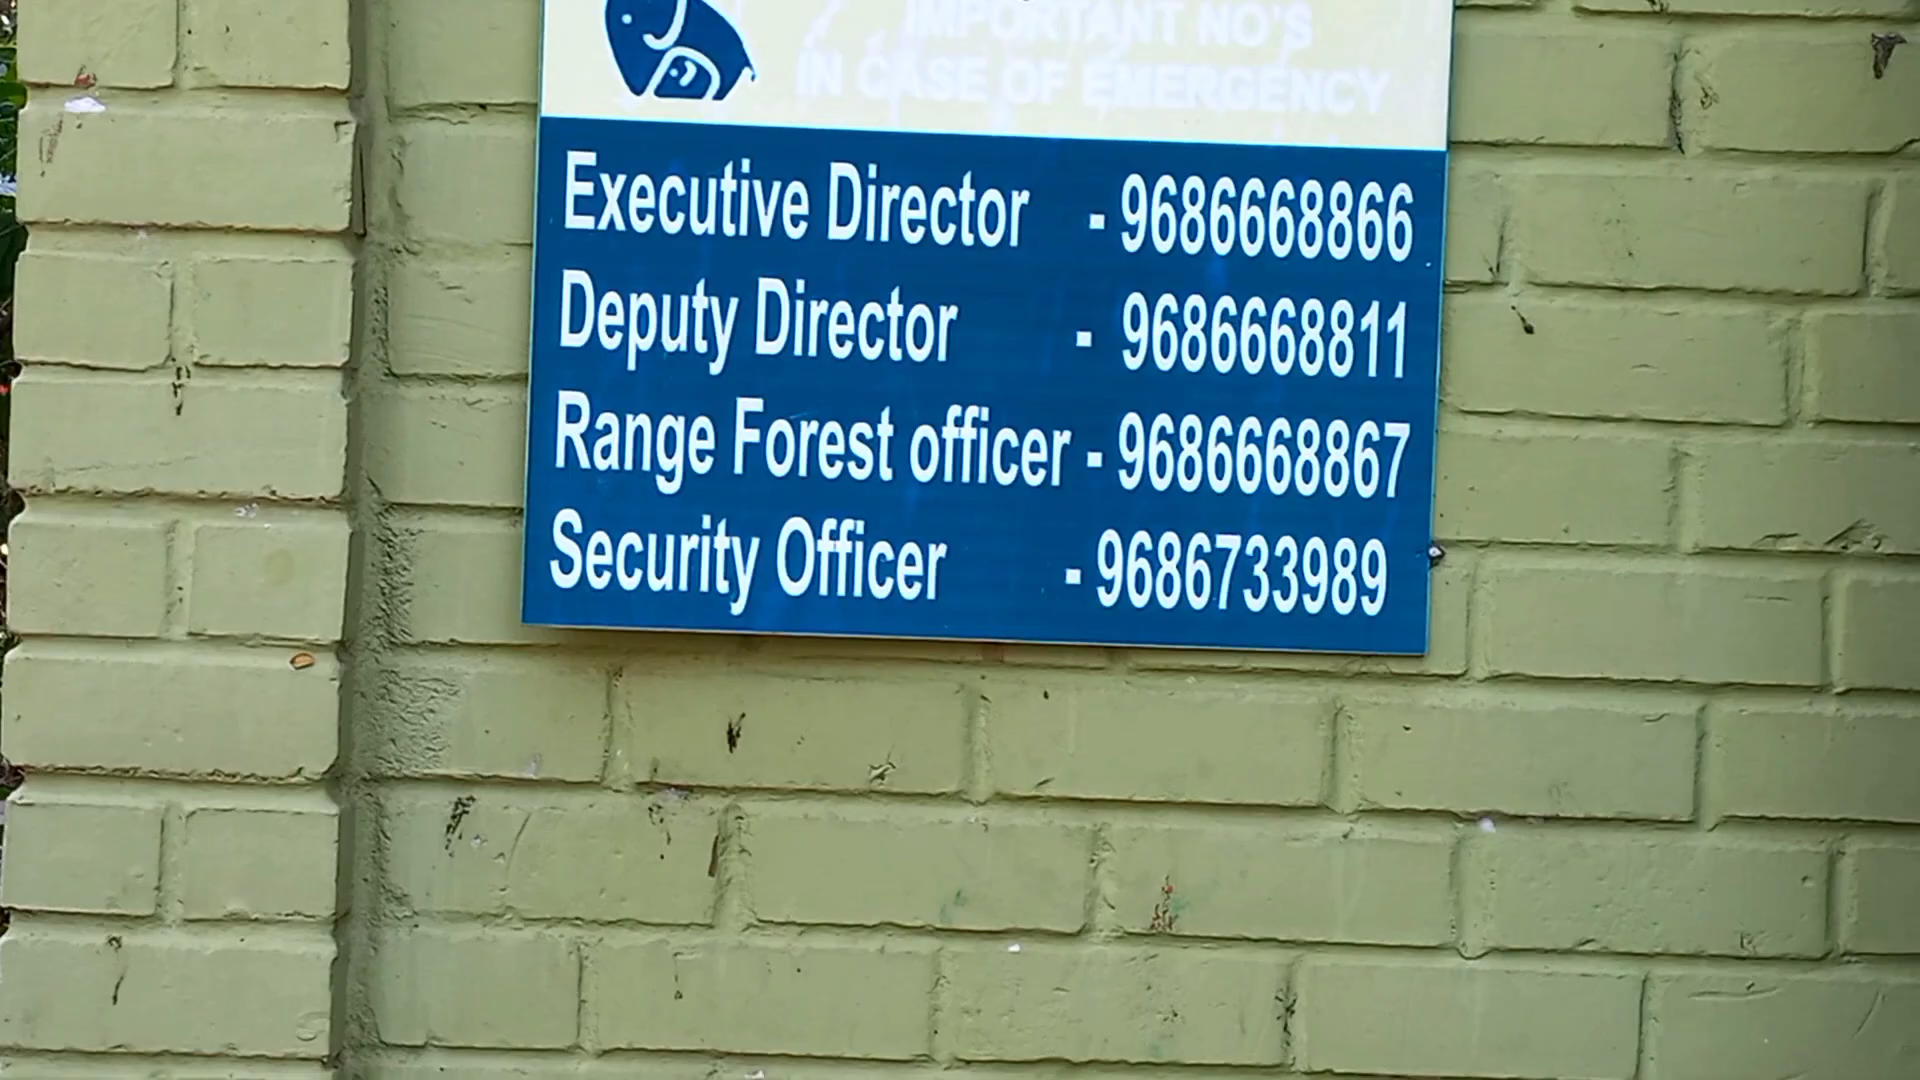 IMPORTANT NO'S
IN CASE OF EMERGENCY
Executive Director - 9686668866
Deputy Director - 9686668811
Range Forest officer - 9686668867
Security Officer - 9686733989